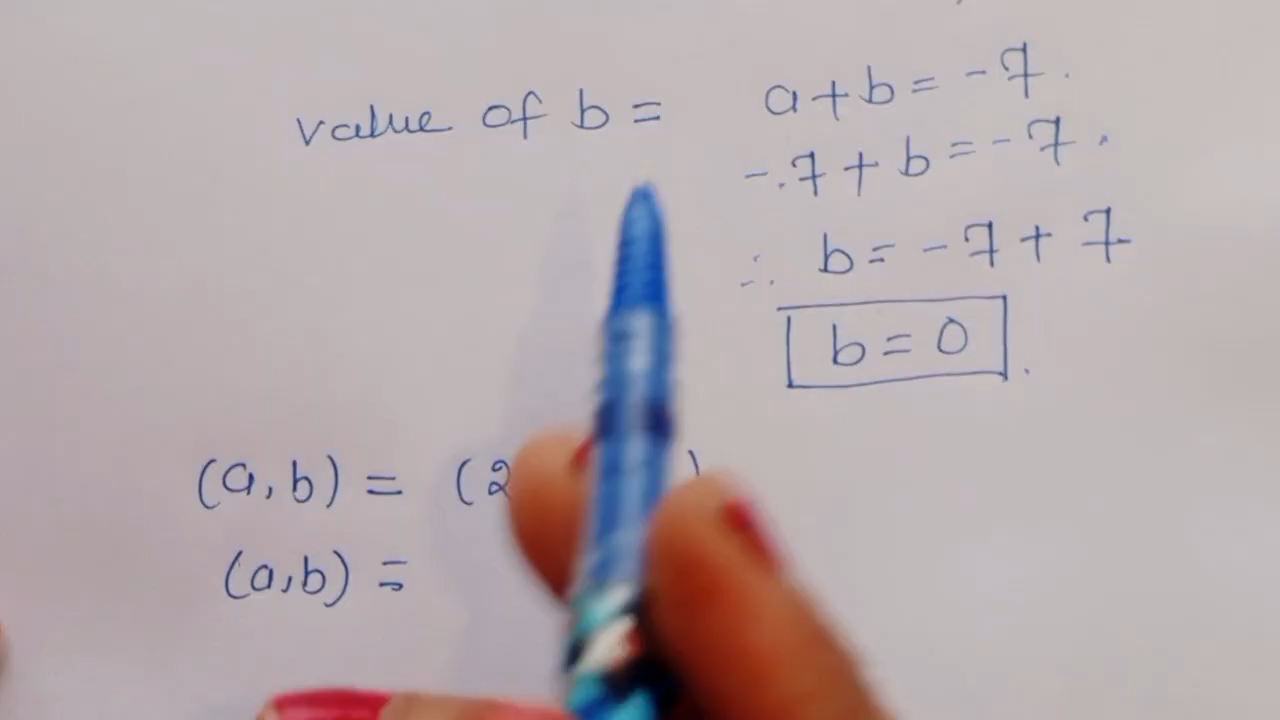 value of b = a+b = -7.
-7 + b = -7.
∴ b = -7 + 7
b = 0.
(a, b) = (2 )
(a, b) =